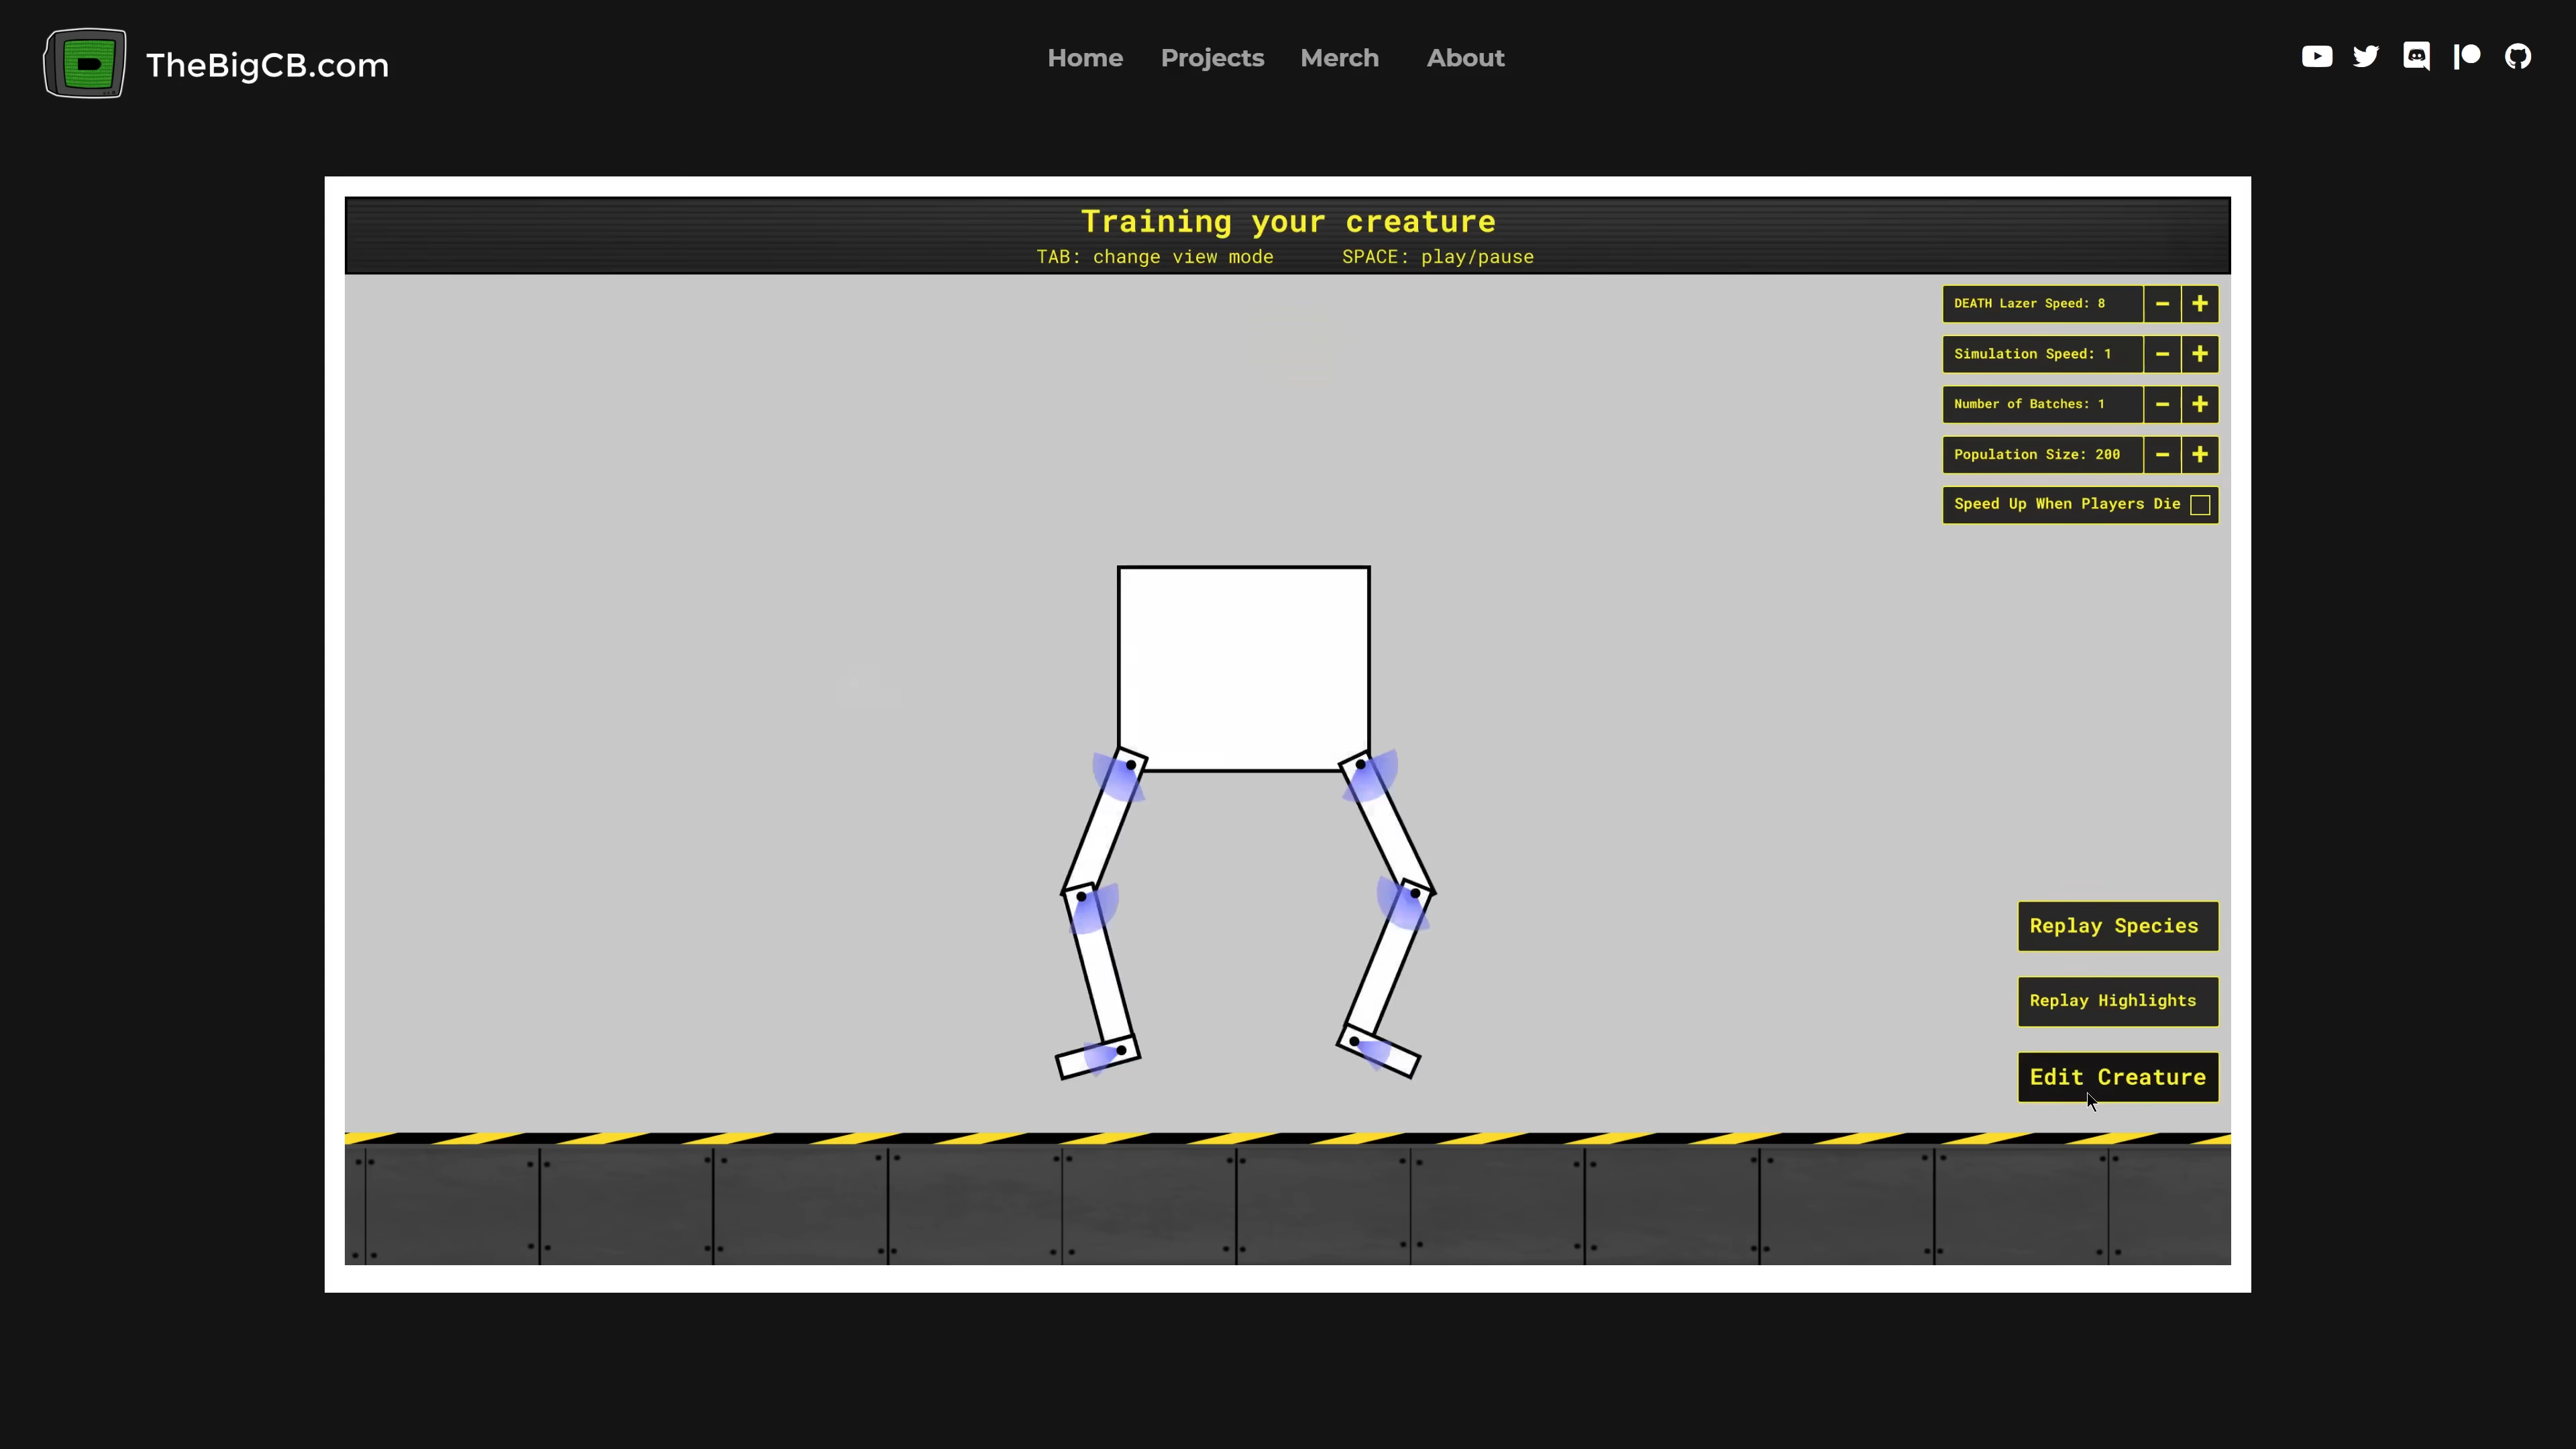 TheBigCB.com
Home Projects Merch About
Training your creature
TAB: change view mode SPACE: play/pause
DEATH Lazer Speed: 8 - +
Simulation Speed: 1 - +
Number of Batches: 1 - +
Population Size: 200 - +
Speed Up When Players Die
Replay Species
Replay Highlights
Edit Creature